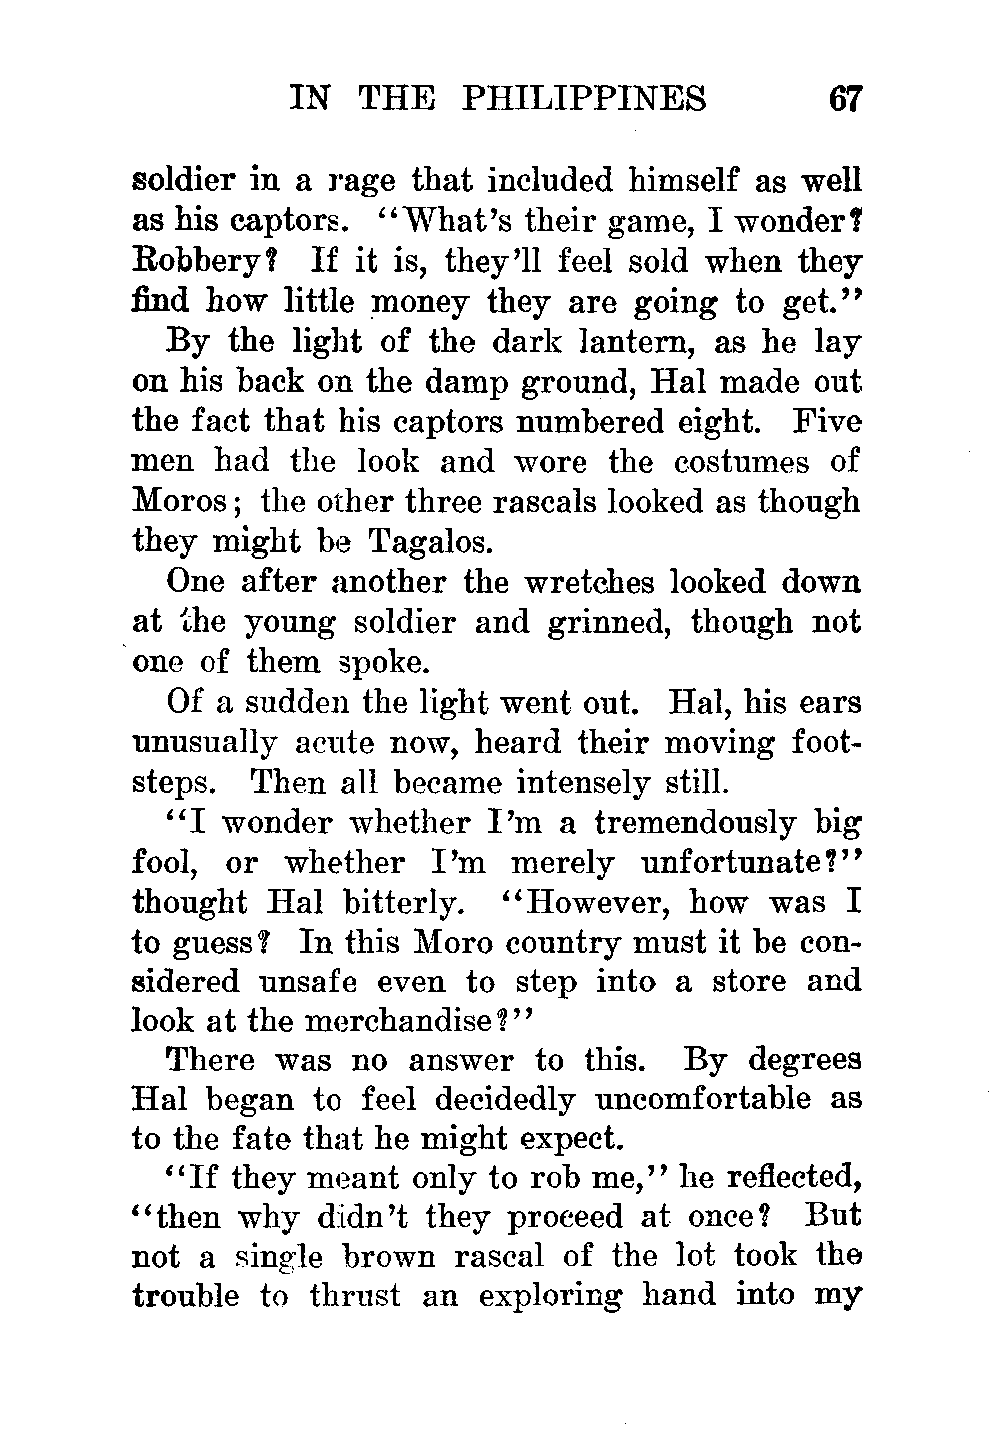 IN THE PHILIPPINES 67
soldier in a rage that included himself as well
as his captors. “What’s their game, I wonder?
Robbery? If it is, they’ll feel sold when they
find how little money they are going to get.”
By the light of the dark lantern, as he lay
on his back on the damp ground, Hal made out
the fact that his captors numbered eight. Five
men had the look and wore the costumes of
Moros; the other three rascals looked as though
they might be Tagalos.
One after another the wretches looked down
at the young soldier and grinned, though not
one of them spoke.
Of a sudden the light went out. Hal, his ears
unusually acute now, heard their moving foot-
steps. Then all became intensely still.
“I wonder whether I’m a tremendously big
fool, or whether I’m merely unfortunate?”
thought Hal bitterly. “However, how was I
to guess? In this Moro country must it be con-
sidered unsafe even to step into a store and
look at the merchandise?”
There was no answer to this. By degrees
Hal began to feel decidedly uncomfortable as
to the fate that he might expect.
“If they meant only to rob me,” he reflected,
“then why didn’t they proceed at once? But
not a single brown rascal of the lot took the
trouble to thrust an exploring hand into my